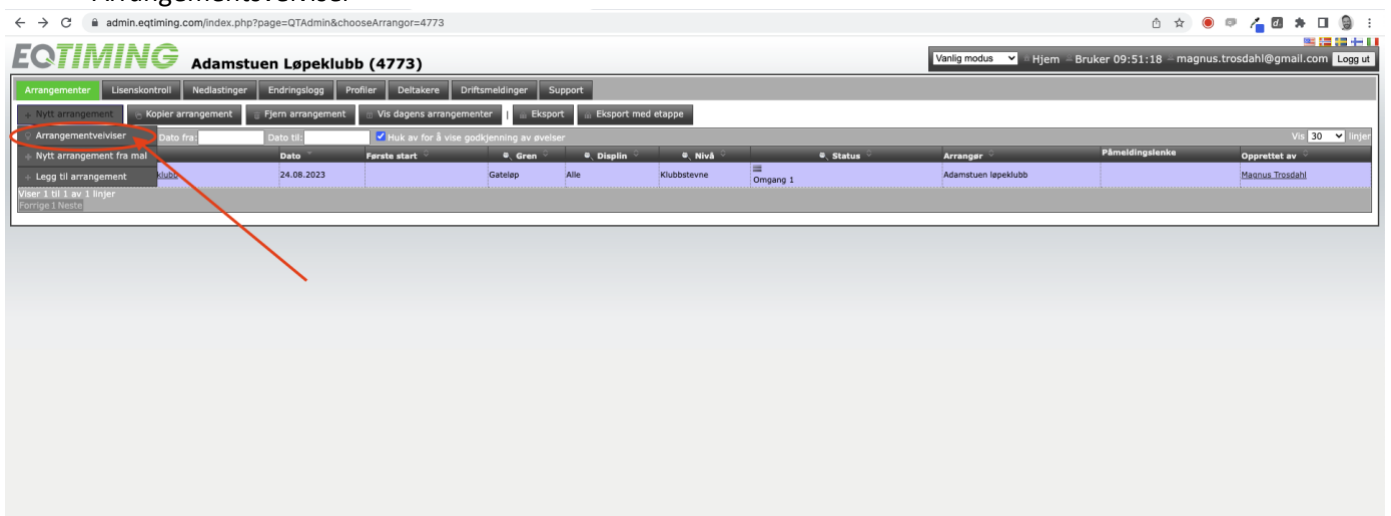 Arrangementsveiviser
admin.eqtiming.com/index.php?page=QTAdmin&chooseArrangor=4773
EQTIMING Adamstuen Løpeklubb (4773)
Vanlig modus Hjem Bruker 09:51:18 magnus.trosdahl@gmail.com Logg ut
Arrangementer Lisenskontroll Nedlastinger Endringslogg Profiler Deltakere Driftsmeldinger Support
+ Nytt arrangement Kopier arrangement Fjern arrangement Vis dagens arrangementer | Eksport Eksport med etappe
Arrangementveiviser Dato fra: Dato til: Huk av for å vise godkjenning av øvelser Vis 30 linjer
+ Nytt arrangement fra mal Dato Første start Gren Displin Nivå Status Arrangør Påmeldingslenke Opprettet av
+ Legg til arrangement klubb 24.08.2023 Gateløp Alle Klubbstevne Omgang 1 Adamstuen løpeklubb Magnus Trosdahl
Viser 1 til 1 av 1 linjer
Forrige 1 Neste